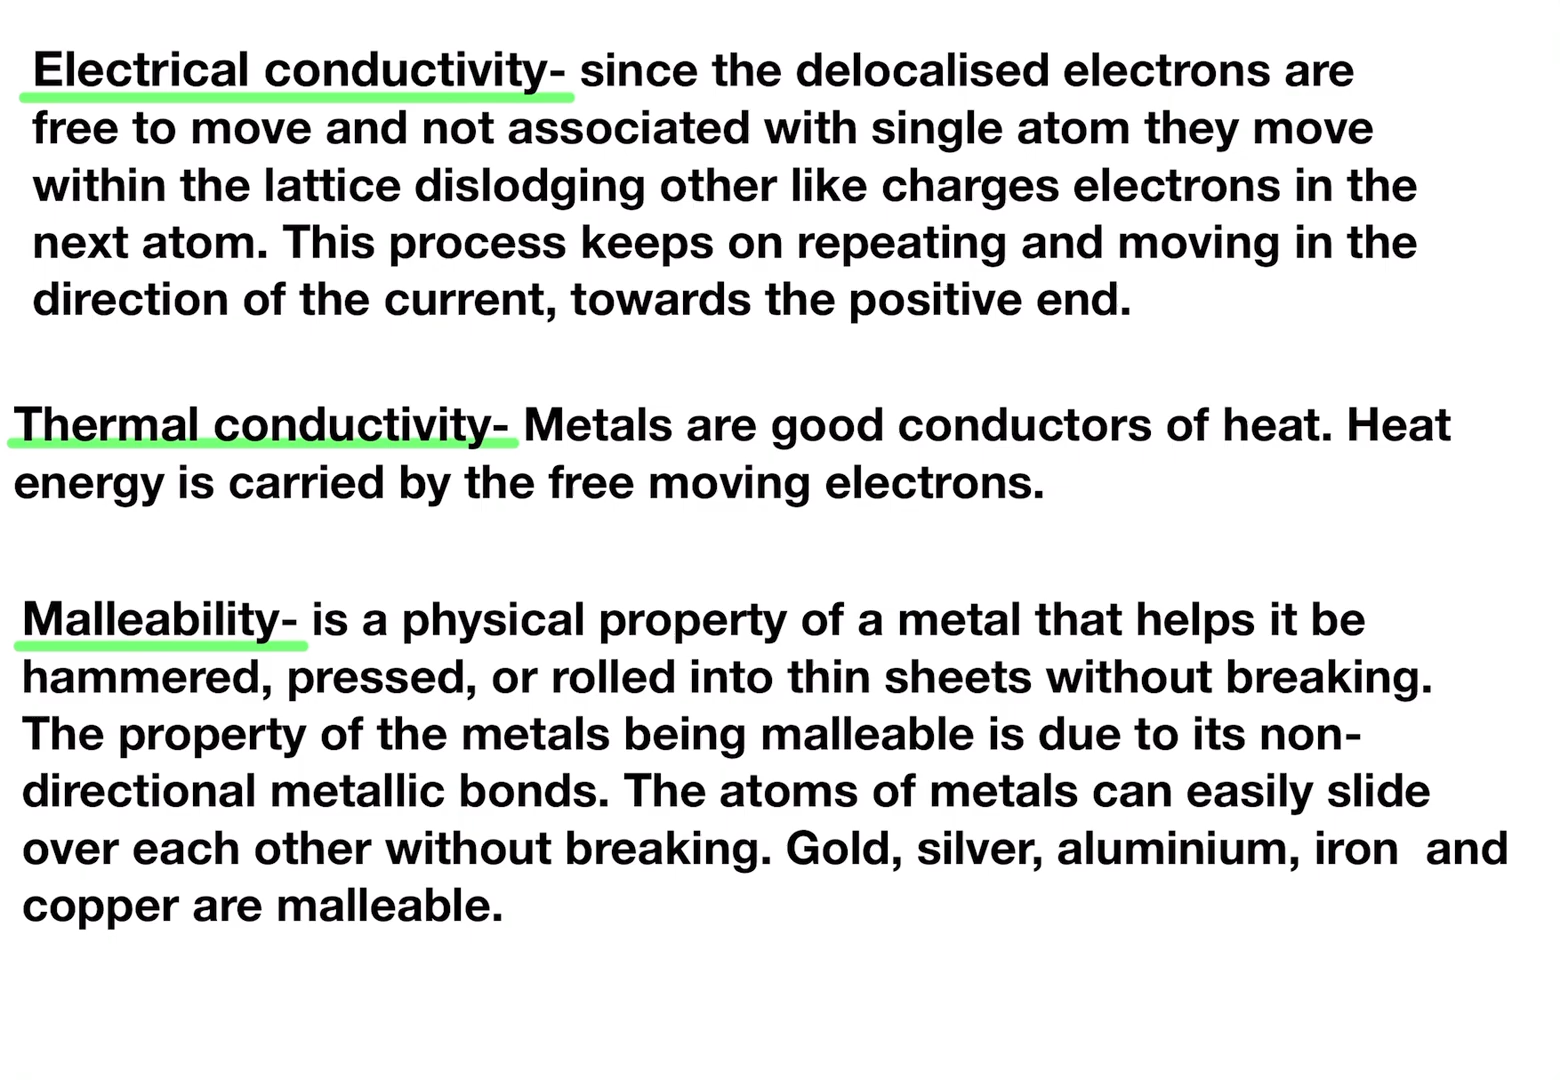 Electrical conductivity- since the delocalised electrons are
free to move and not associated with single atom they move
within the lattice dislodging other like charges electrons in the
next atom. This process keeps on repeating and moving in the
direction of the current, towards the positive end.
Thermal conductivity- Metals are good conductors of heat. Heat
energy is carried by the free moving electrons.
Malleability- is a physical property of a metal that helps it be
hammered, pressed, or rolled into thin sheets without breaking.
The property of the metals being malleable is due to its non-
directional metallic bonds. The atoms of metals can easily slide
over each other without breaking. Gold, silver, aluminium, iron  and
copper are malleable.